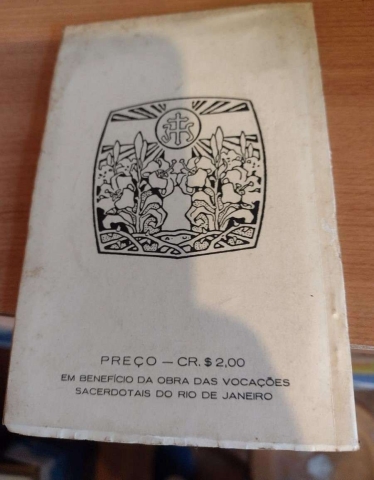 PREÇO — CR. $ 2,00
EM BENEFÍCIO DA OBRA DAS VOCAÇÕES
SACERDOTAIS DO RIO DE JANEIRO